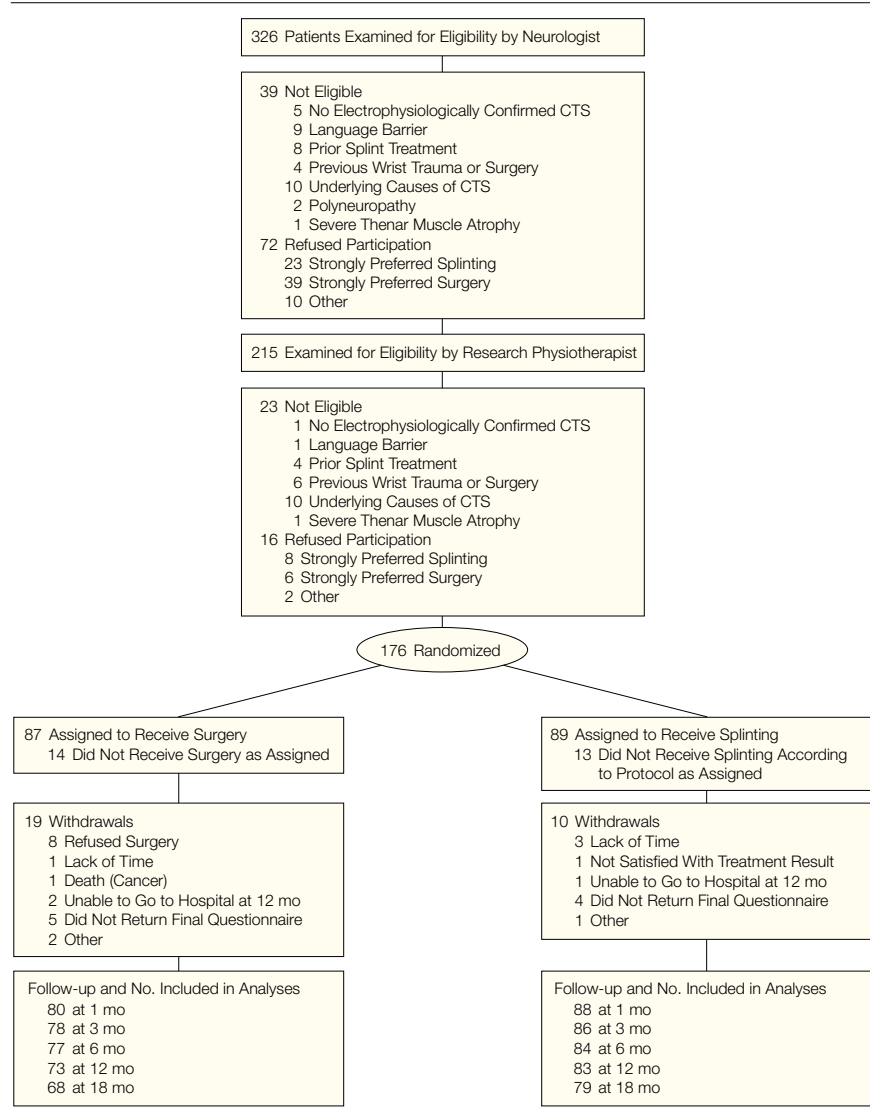 326 Patients Examined for Eligibility by Neurologist
39 Not Eligible
5 No Electrophysiologically Confirmed CTS
9 Language Barrier
8 Prior Splint Treatment
4 Previous Wrist Trauma or Surgery
10 Underlying Causes of CTS
2 Polyneuropathy
1 Severe Thenar Muscle Atrophy
72 Refused Participation
23 Strongly Preferred Splinting
39 Strongly Preferred Surgery
10 Other
215 Examined for Eligibility by Research Physiotherapist
23 Not Eligible
1 No Electrophysiologically Confirmed CTS
1 Language Barrier
4 Prior Splint Treatment
6 Previous Wrist Trauma or Surgery
10 Underlying Causes of CTS
1 Severe Thenar Muscle Atrophy
16 Refused Participation
8 Strongly Preferred Splinting
6 Strongly Preferred Surgery
2 Other
176 Randomized
87 Assigned to Receive Surgery
14 Did Not Receive Surgery as Assigned
19 Withdrawals
8 Refused Surgery
1 Lack of Time
1 Death (Cancer)
2 Unable to Go to Hospital at 12 mo
5 Did Not Return Final Questionnaire
2 Other
Follow-up and No. Included in Analyses
80 at 1 mo
78 at 3 mo
77 at 6 mo
73 at 12 mo
68 at 18 mo
89 Assigned to Receive Splinting
13 Did Not Receive Splinting According
to Protocol as Assigned
10 Withdrawals
3 Lack of Time
1 Not Satisfied With Treatment Result
1 Unable to Go to Hospital at 12 mo
4 Did Not Return Final Questionnaire
1 Other
Follow-up and No. Included in Analyses
88 at 1 mo
86 at 3 mo
84 at 6 mo
83 at 12 mo
79 at 18 mo